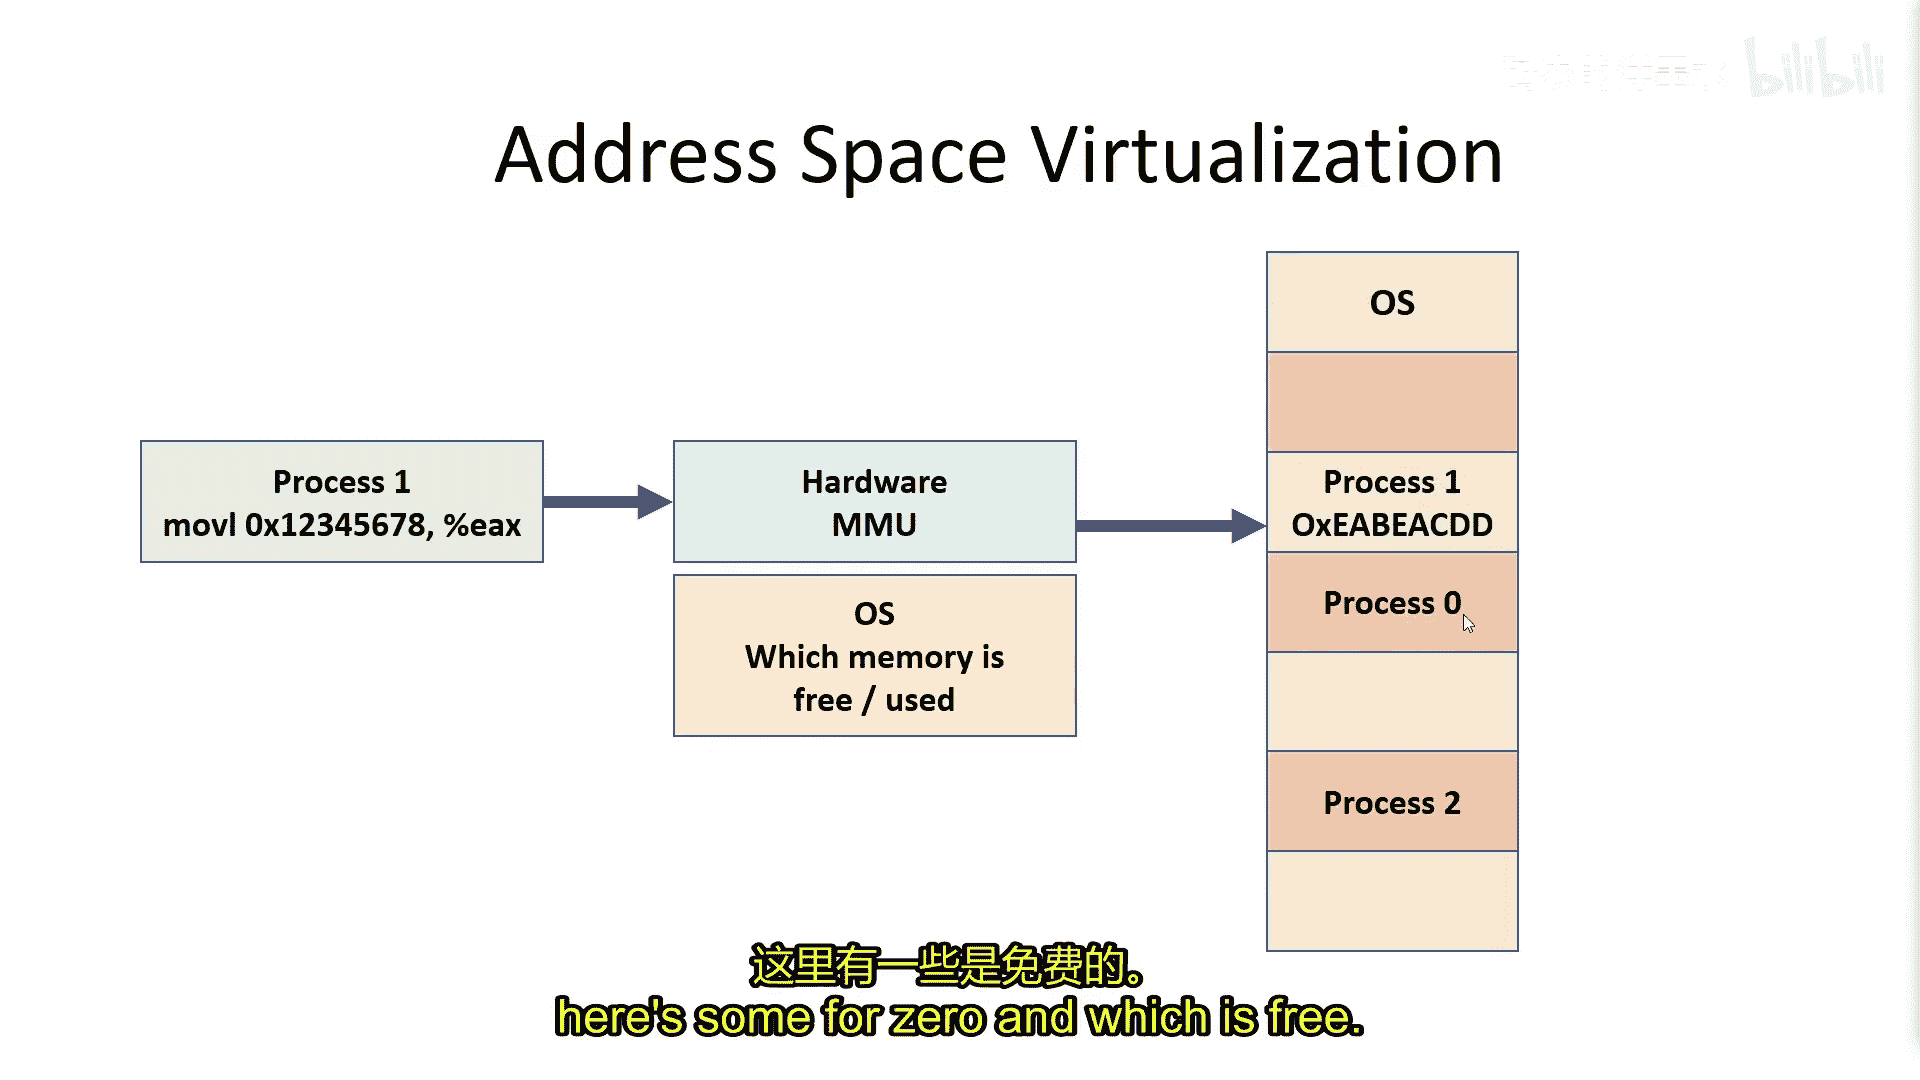 bilibili
Address Space Virtualization
OS
Process 1
movl 0x12345678, %eax
Hardware
MMU
Process 1
OxEABEACDD
OS
Which memory is
free / used
Process 0
Process 2
这里有一些是免费的。
here's some for zero and which is free.